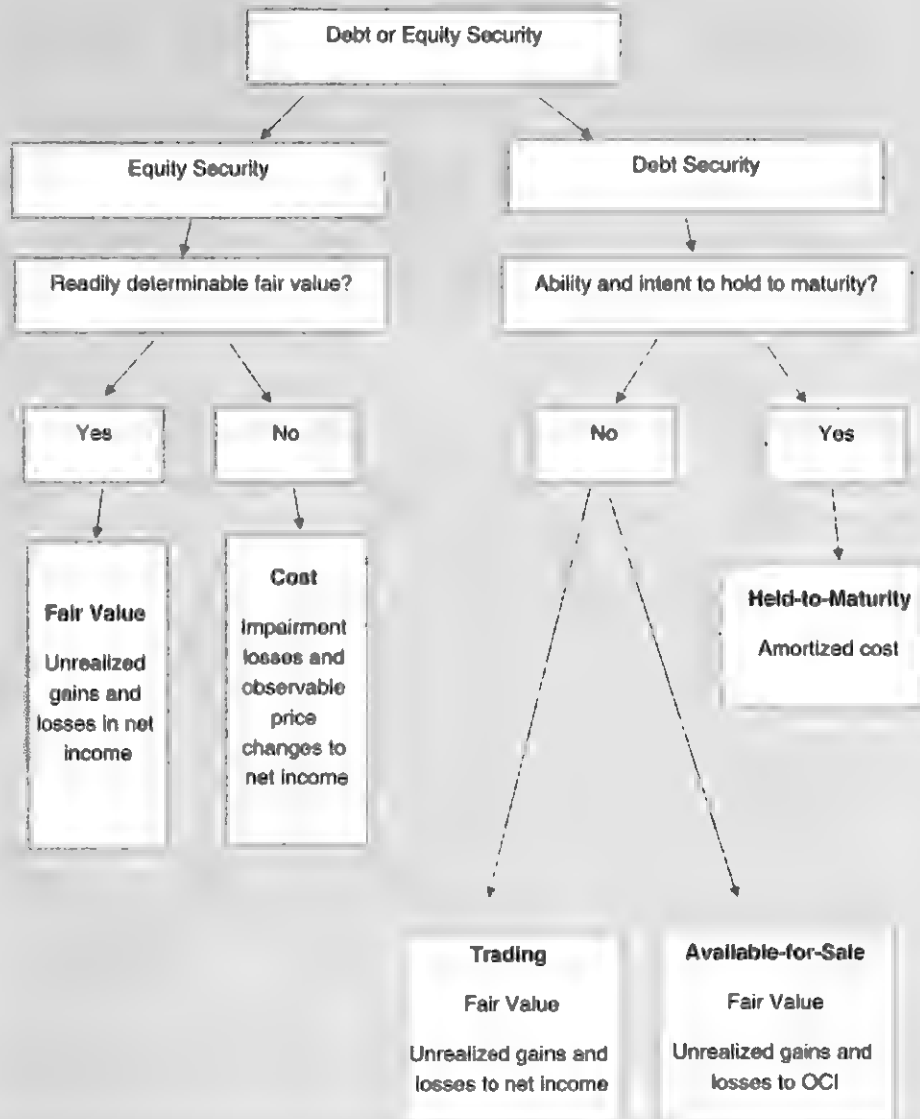 Debt or Equity Security
Equity Security
Debt Security
Readily determinable fair value?
Ability and intent to hold to maturity?
Yes
No
No
Yes
Fair Value
Unrealized
gains and
losses in net
income
Cost
Impairment
losses and
observable
price
changes to
net income
Held-to-Maturity
Amortized cost
Trading
Fair Value
Unrealized gains and
losses to net income
Available-for-Sale
Fair Value
Unrealized gains and
losses to OCI